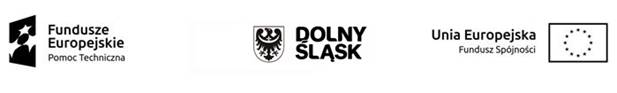 Fundusze
Europejskie
Pomoc Techniczna
DOLNY
ŚLĄSK
Unia Europejska
Fundusz Spójności